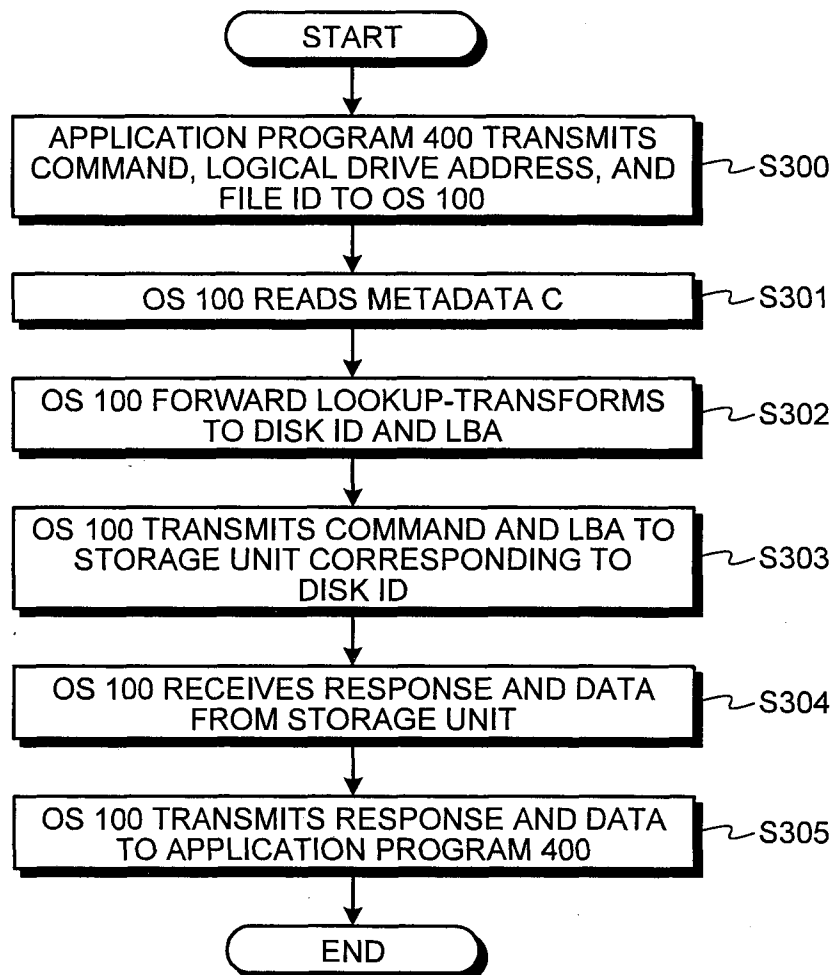 START
APPLICATION PROGRAM 400 TRANSMITS
COMMAND, LOGICAL DRIVE ADDRESS, AND
FILE ID TO OS 100
S300
OS 100 READS METADATA C
S301
OS 100 FORWARD LOOKUP-TRANSFORMS
TO DISK ID AND LBA
S302
OS 100 TRANSMITS COMMAND AND LBA TO
STORAGE UNIT CORRESPONDING TO
DISK ID
S303
OS 100 RECEIVES RESPONSE AND DATA
FROM STORAGE UNIT
S304
OS 100 TRANSMITS RESPONSE AND DATA
TO APPLICATION PROGRAM 400
S305
END